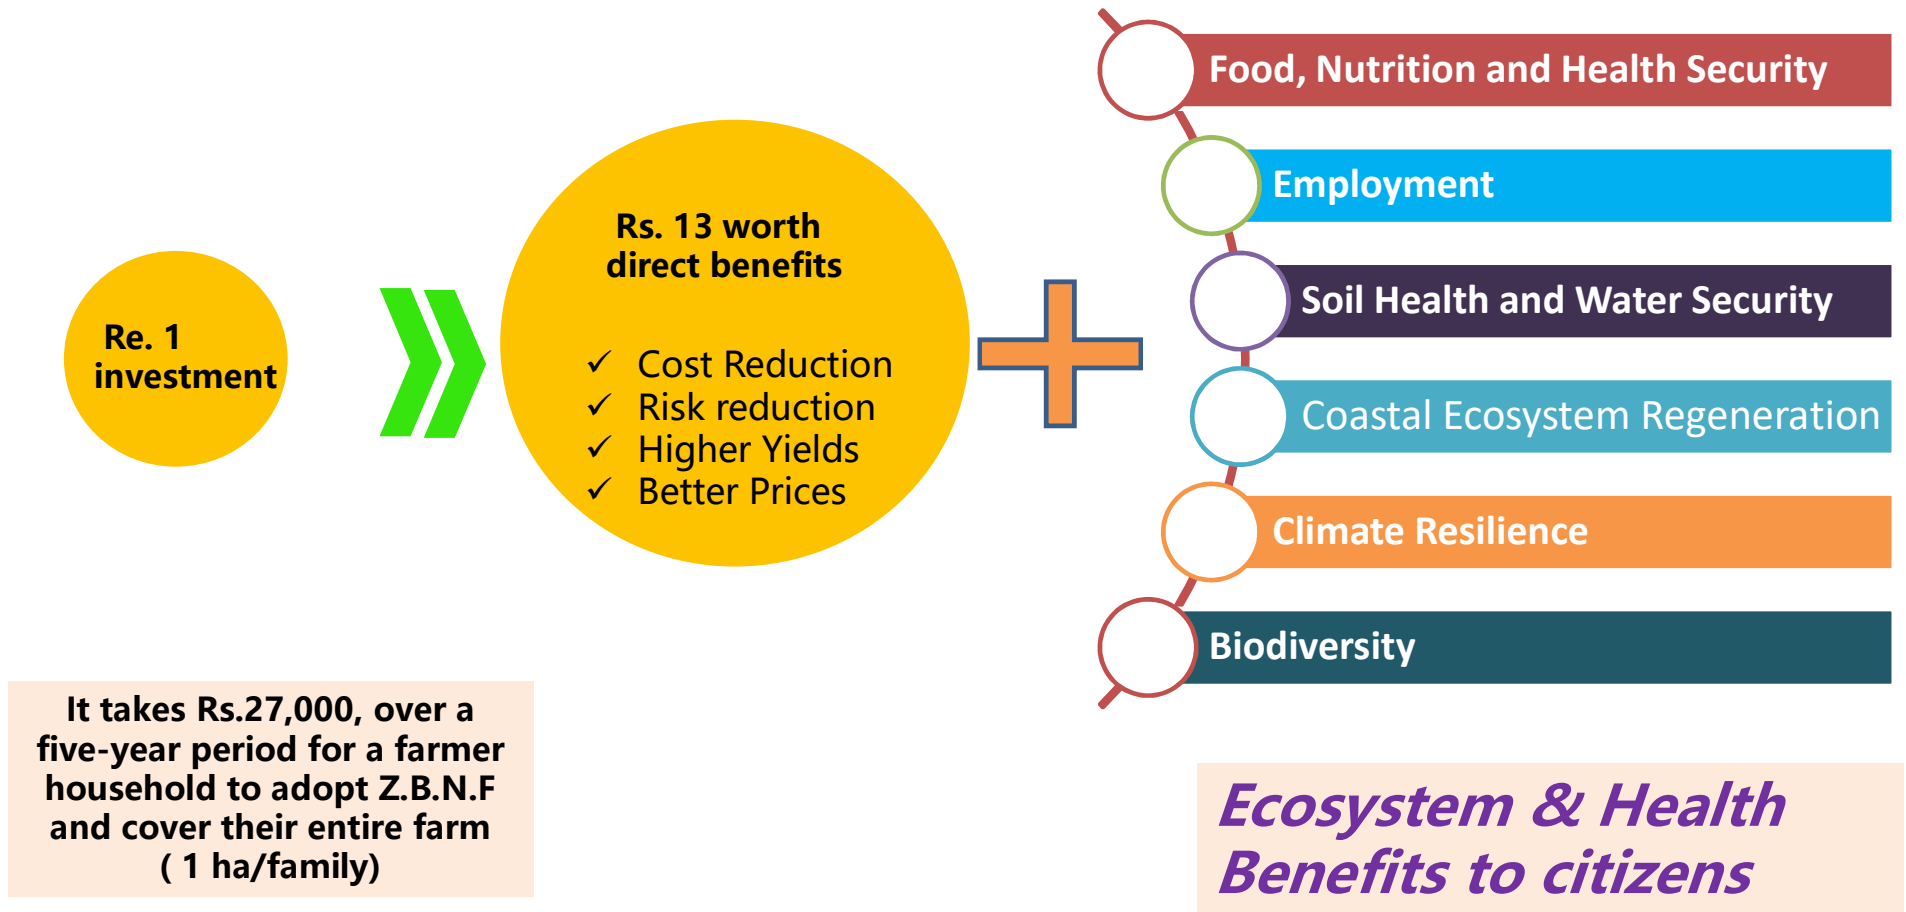 Re. 1
investment
Rs. 13 worth
direct benefits
✓ Cost Reduction
✓ Risk reduction
✓ Higher Yields
✓ Better Prices
Food, Nutrition and Health Security
Employment
Soil Health and Water Security
Coastal Ecosystem Regeneration
Climate Resilience
Biodiversity
It takes Rs.27,000, over a
five-year period for a farmer
household to adopt Z.B.N.F
and cover their entire farm
( 1 ha/family)
Ecosystem & Health
Benefits to citizens